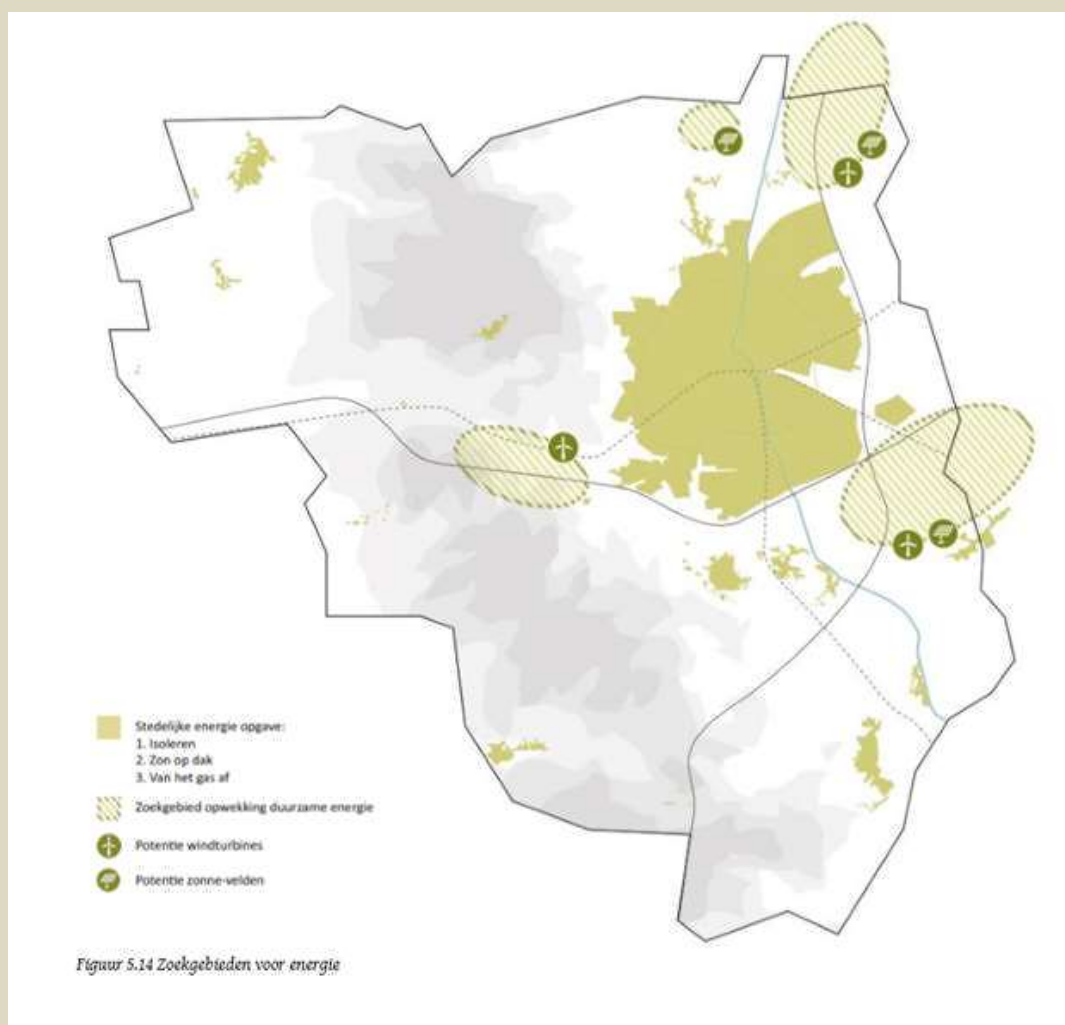 Stedelijke energie opgave:
1. Isoleren
2. Zon op dak
3. Van het gas af
Zoekgebied opwekking duurzame energie
Potentie windturbines
Potentie zonne-velden
Figuur 5.14 Zoekgebieden voor energie